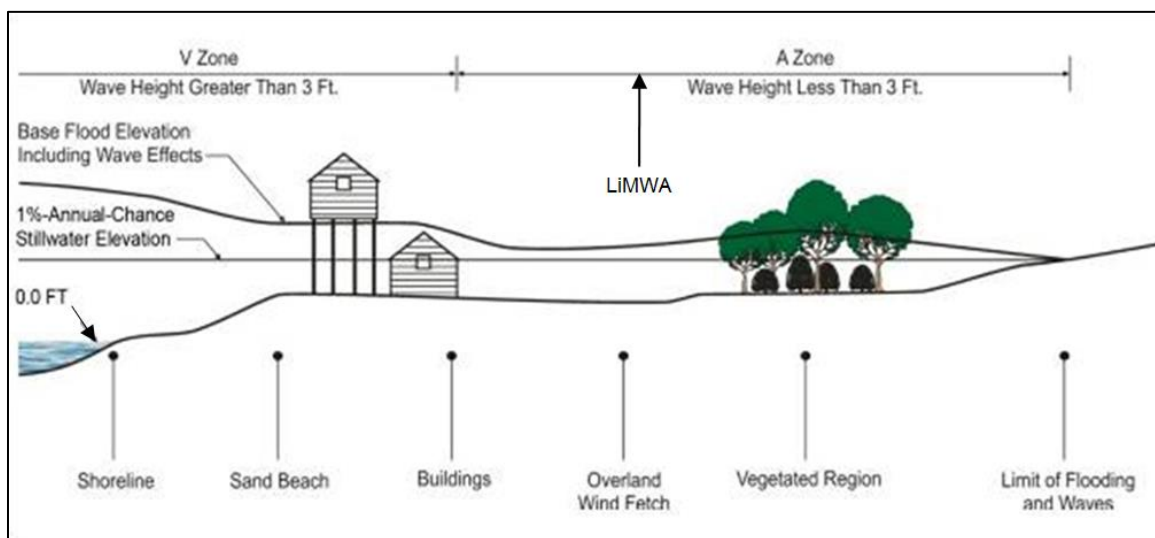 V Zone
Wave Height Greater Than 3 Ft.
A Zone
Wave Height Less Than 3 Ft.
Base Flood Elevation
Including Wave Effects
LiMWA
1%-Annual-Chance
Stillwater Elevation
0.0 FT
Shoreline
Sand Beach
Buildings
Overland
Wind Fetch
Vegetated Region
Limit of Flooding
and Waves